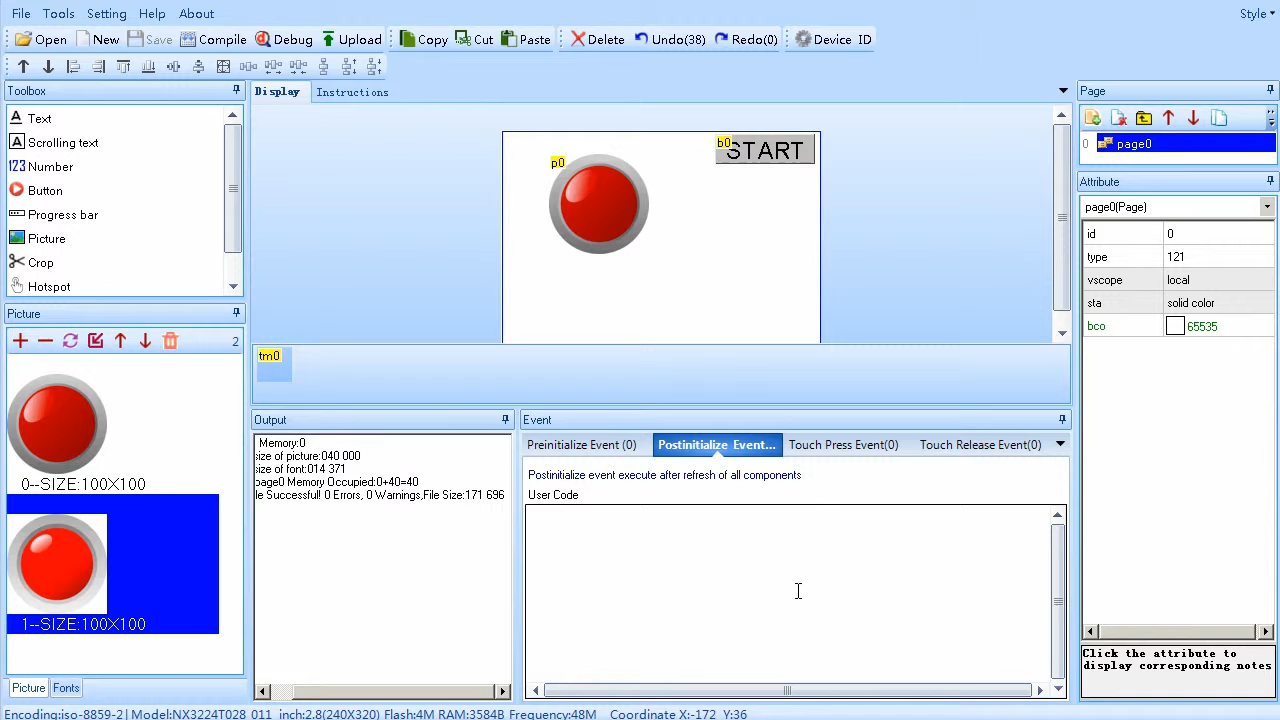 File Tools Setting Help About Style
Open New Save Compile Debug Upload Copy Cut Paste Delete Undo(38) Redo(0) Device ID
Toolbox
A Text
A Scrolling text
123 Number
Button
Progress bar
Picture
Crop
Hotspot
Picture
2
0--SIZE:100X100
1--SIZE:100X100
Picture Fonts
Display Instructions
p0
b0
START
tm0
Output
Memory:0
size of picture:040 000
size of font:014 371
page0 Memory Occupied:0+40=40
le Successful! 0 Errors, 0 Warnings,File Size:171 696
Event
Preinitialize Event (0) Postinitialize Event... Touch Press Event(0) Touch Release Event(0)
Postinitialize event execute after refresh of all components
User Code
Page
0 page0
Attribute
page0(Page)
id 0
type 121
vscope local
sta solid color
bco 65535
Click the attribute to
display corresponding notes
Encoding:iso-8859-2| Model:NX3224T028_011 inch:2.8(240X320) Flash:4M RAM:3584B Frequency:48M Coordinate X:-172 Y:36